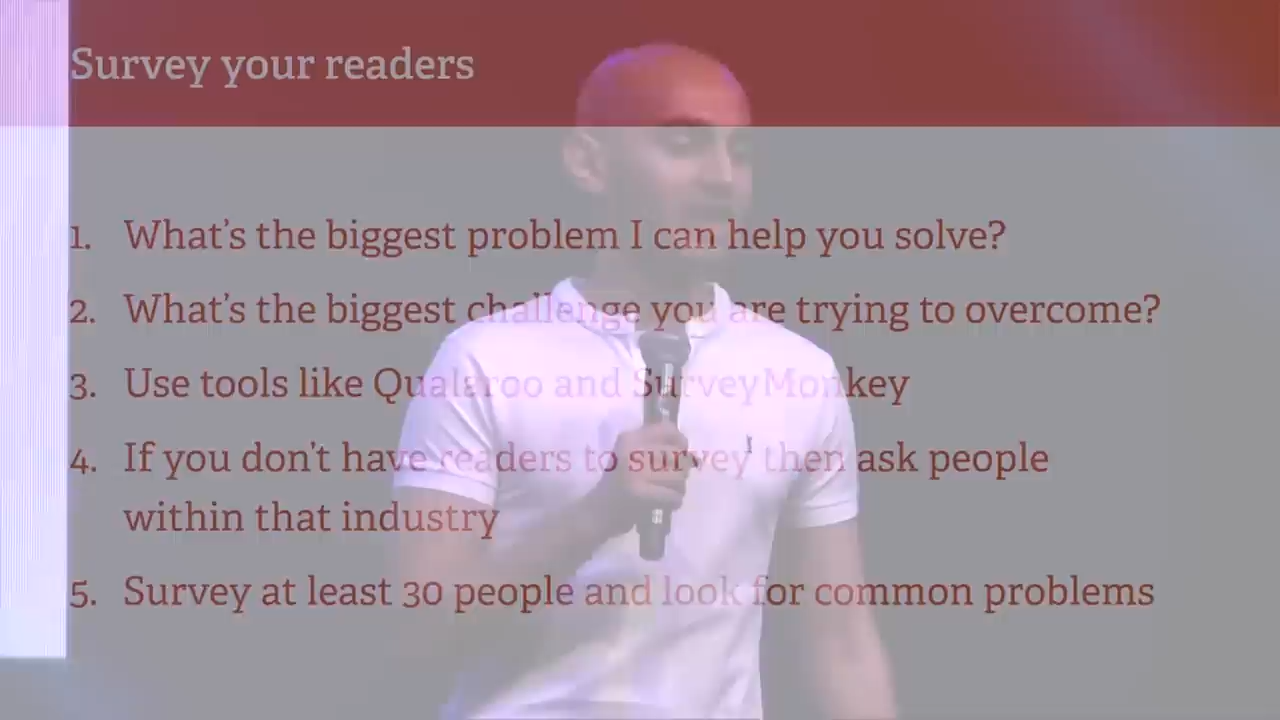 Survey your readers
1. What's the biggest problem I can help you solve?
2. What's the biggest challenge you are trying to overcome?
3. Use tools like Qualaroo and SurveyMonkey
4. If you don't have readers to survey then ask people
within that industry
5. Survey at least 30 people and look for common problems